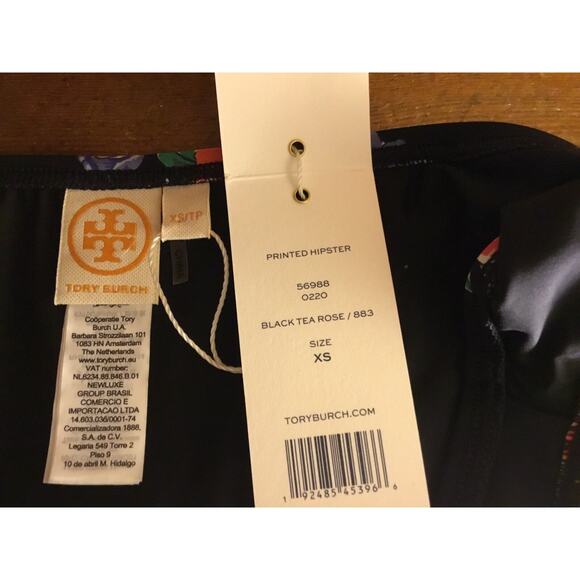 TORY BURCH
XS/TP
Coöperatie Tory
Burch U.A.
Barbara Strozzilaan 101
1083 HN Amsterdam
The Netherlands
www.toryburch.eu
VAT number:
NL8234.88.846.B.01
NEWLUXE
GROUP BRASIL
COMERCIO E
IMPORTACAO LTDA
14.603.036/0001-74
Comercializadora 1888,
S.A. de C.V.
Legaria 549 Torre 2
Piso 9
10 de abril M. Hidalgo
PRINTED HIPSTER
56988
0220
BLACK TEA ROSE / 883
SIZE
XS
TORYBURCH.COM
1 92485 45396 6